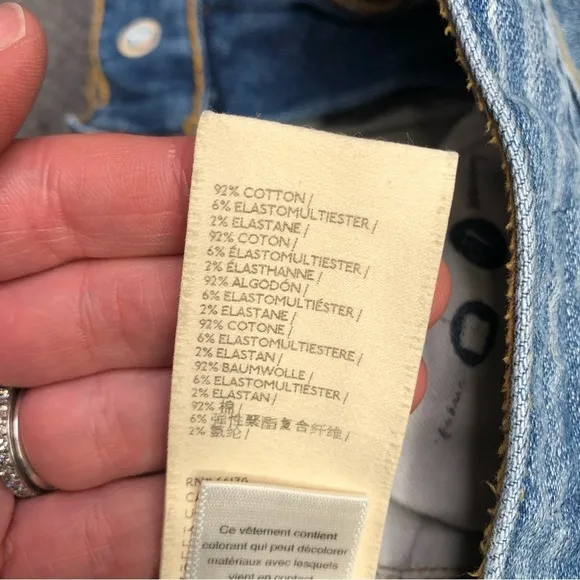 92% COTTON /
6% ELASTOMULTIESTER /
2% ELASTANE /
92% COTON /
6% ÉLASTOMULTIESTER /
2% ÉLASTHANNE /
92% ALGODÓN /
6% ELASTOMULTIÉSTER /
2% ELASTANE /
92% COTONE /
6% ELASTOMULTIESTERE /
2% ELASTAN /
92% BAUMWOLLE /
6% ELASTOMULTIESTER /
2% ELASTAN /
92% 棉 /
6% 弹性聚酯复合纤维 /
2% 氨纶 /
RN#
Ce vêtement contient
colorant qui peut décolorer
matériaux avec lesquels
vient en contact